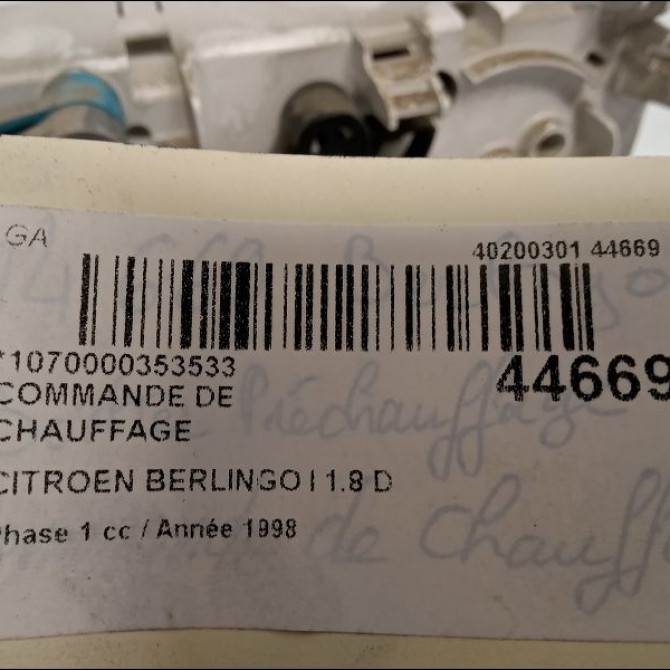 GA
40200301 44669
*1070000353533
44669
COMMANDE DE
CHAUFFAGE
CITROEN BERLINGO I 1.8 D
Phase 1 cc / Année 1998
Préchauffage
de Chauff